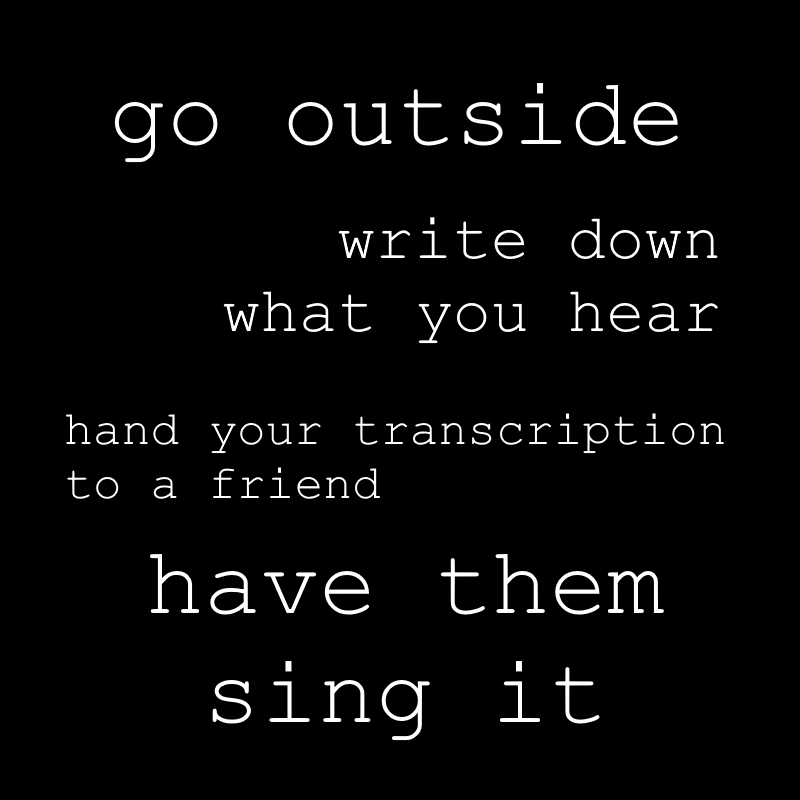 go outside
write down
what you hear
hand your transcription
to a friend
have them
sing it